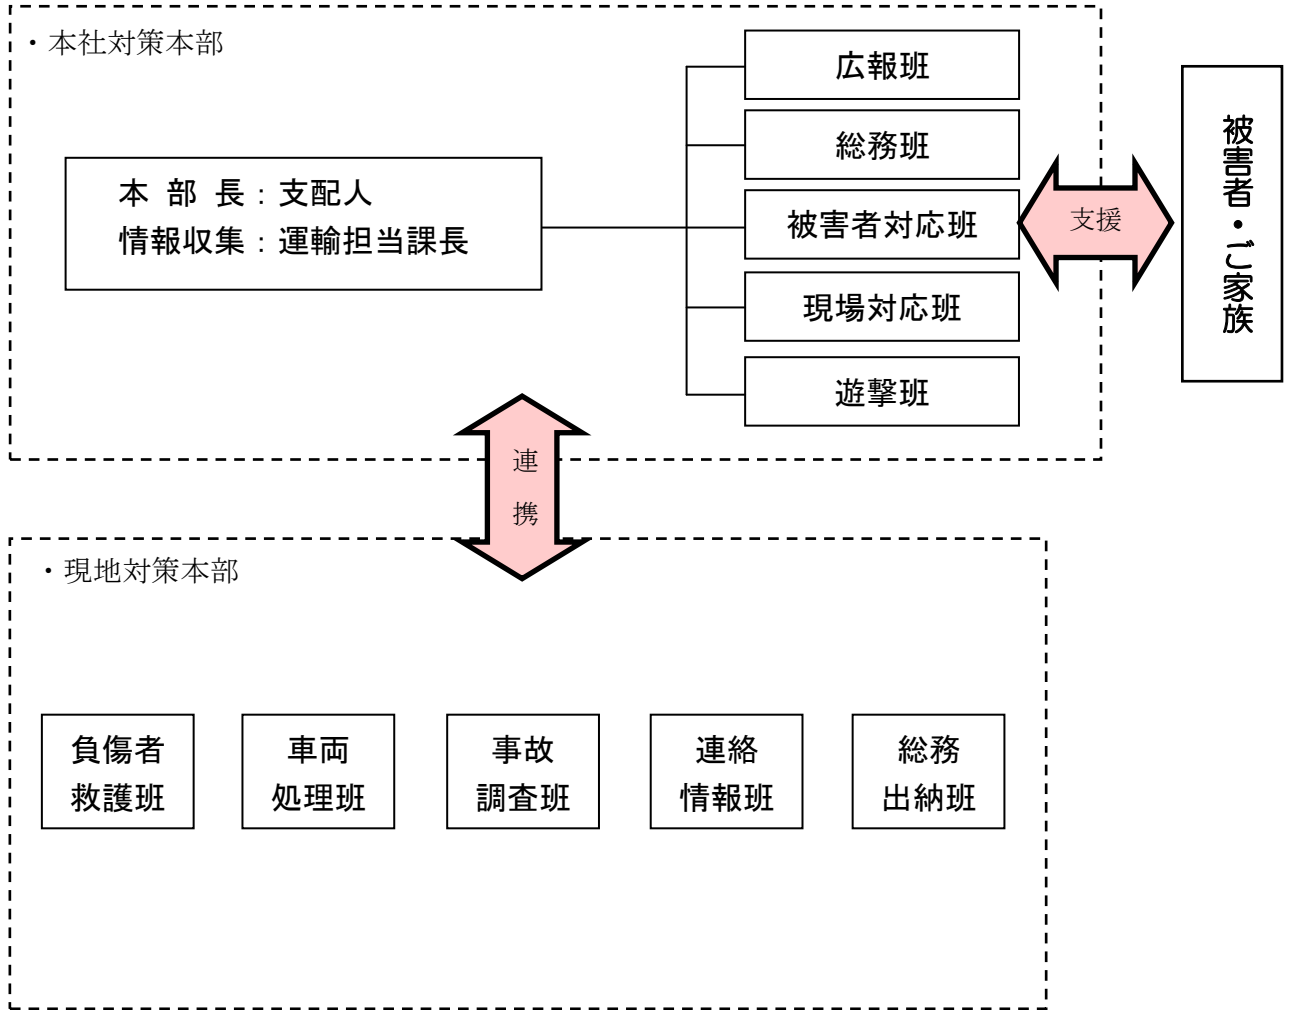 ・本社対策本部
本 部 長：支配人
情報収集：運輸担当課長
広報班
総務班
被害者対応班
現場対応班
遊撃班
支援
被害者・ご家族
連
携
・現地対策本部
負傷者
救護班
車両
処理班
事故
調査班
連絡
情報班
総務
出納班